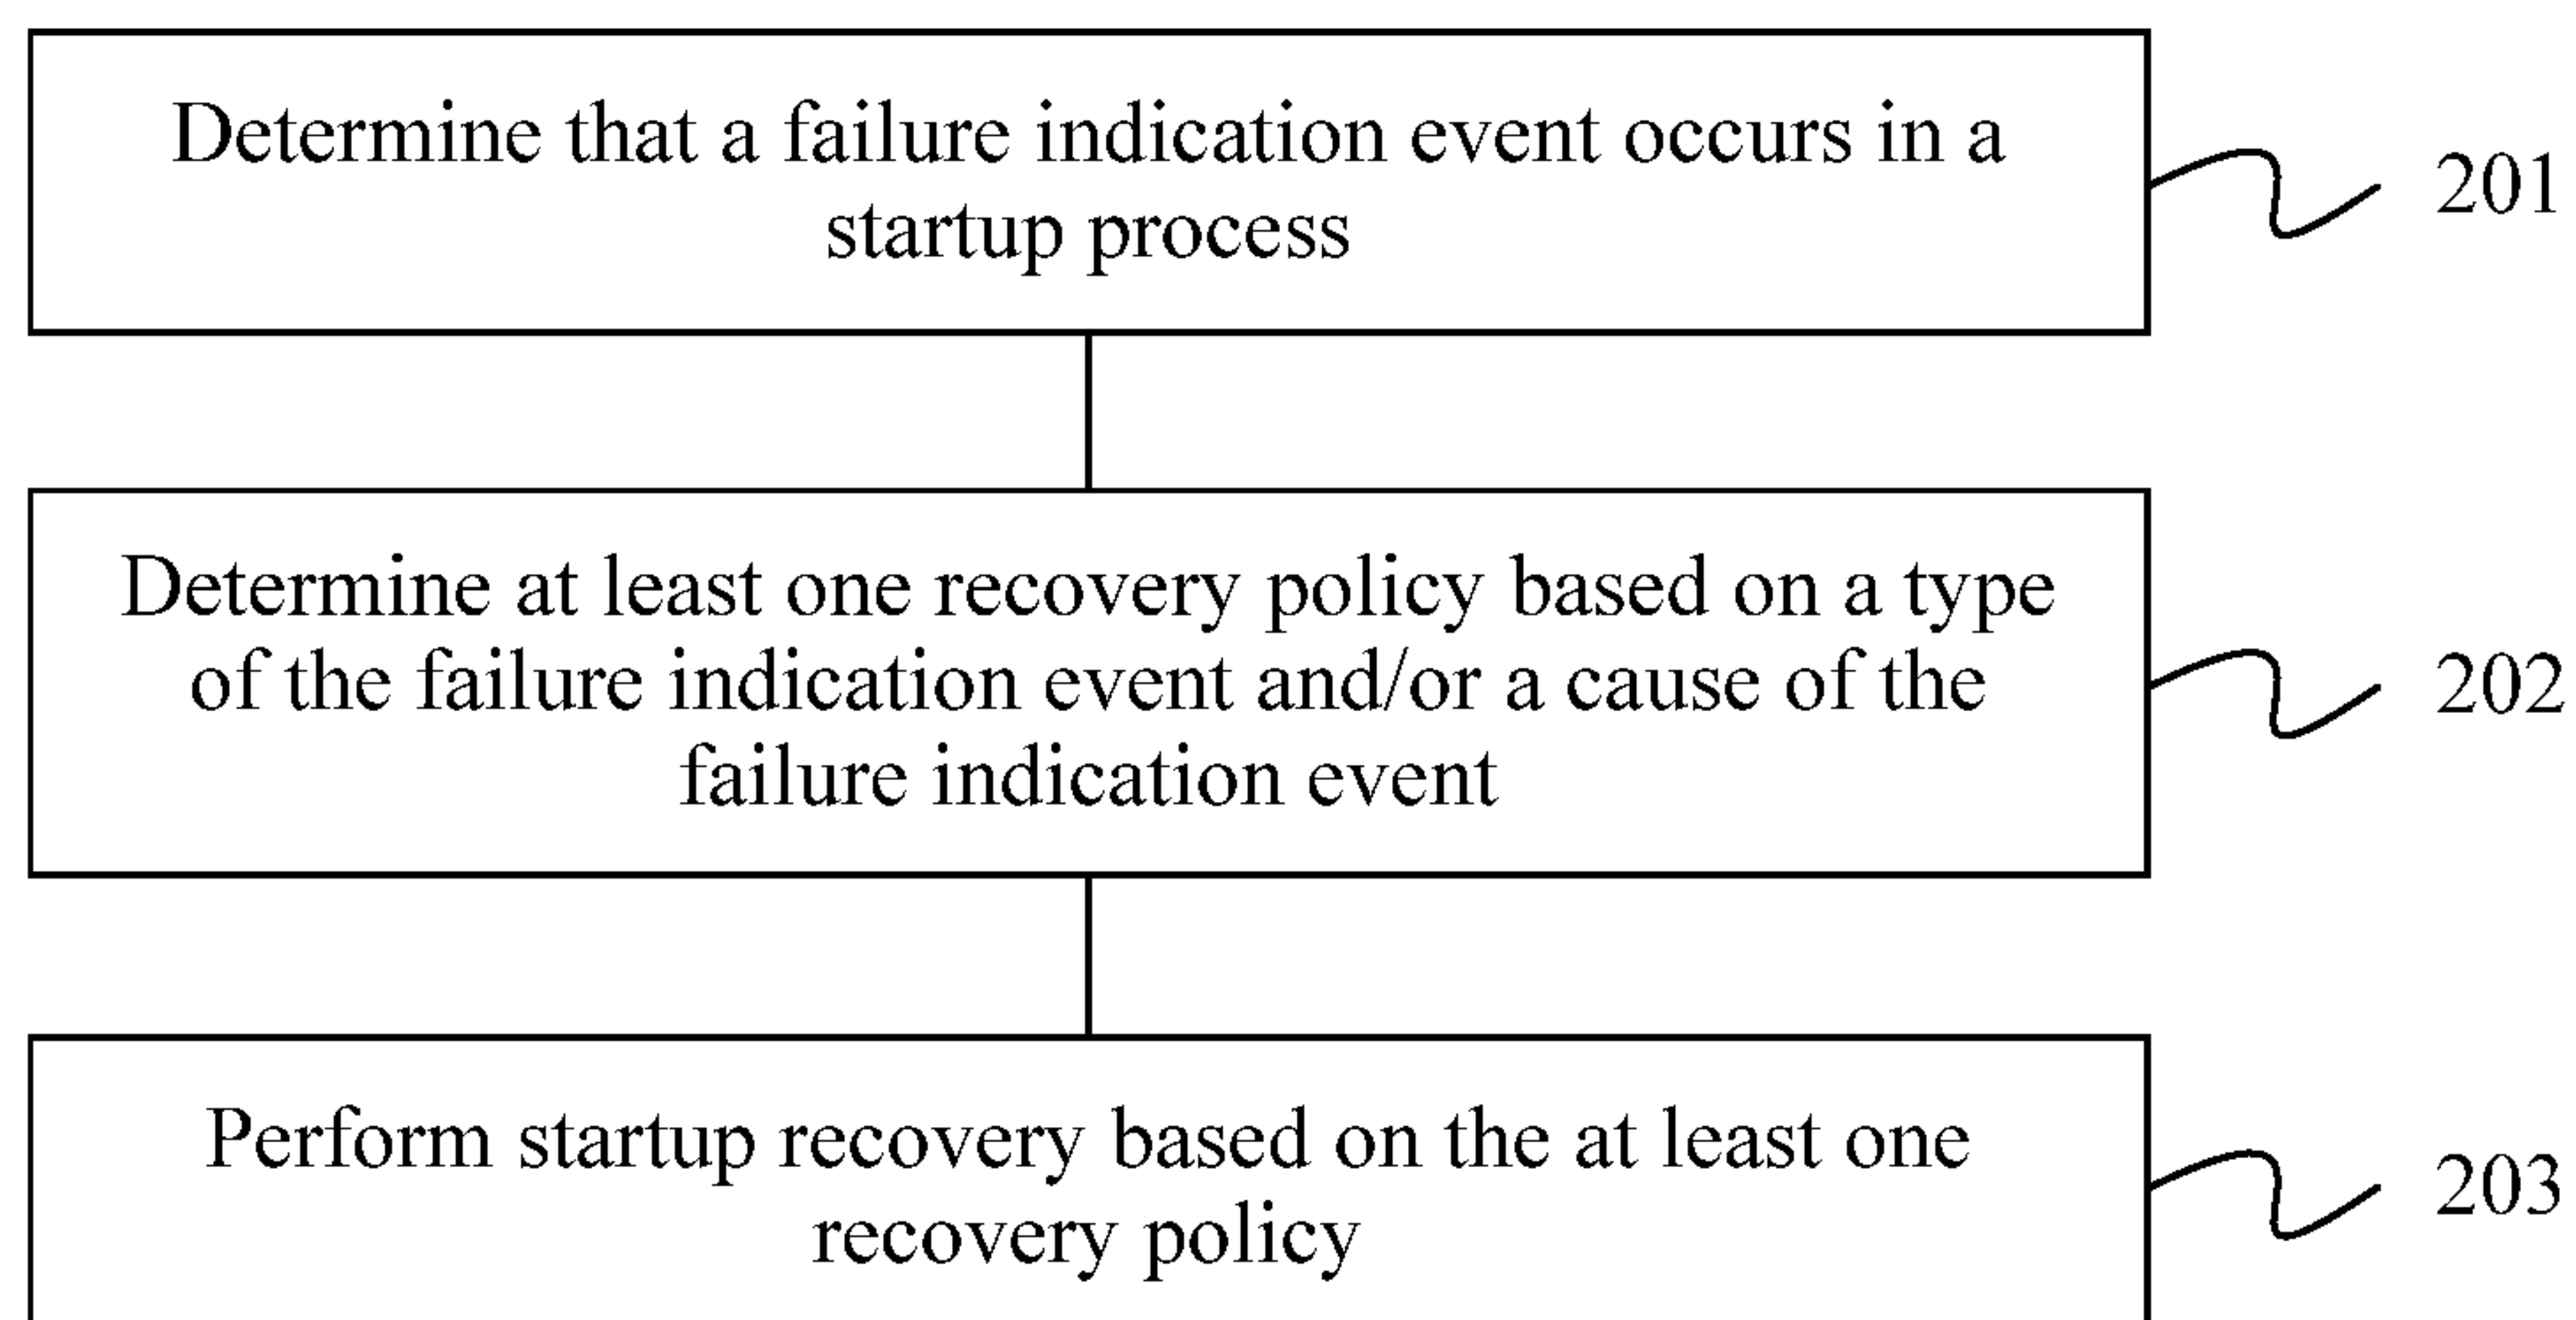 Determine that a failure indication event occurs in a
startup process
201
Determine at least one recovery policy based on a type
of the failure indication event and/or a cause of the
failure indication event
202
Perform startup recovery based on the at least one
recovery policy
203